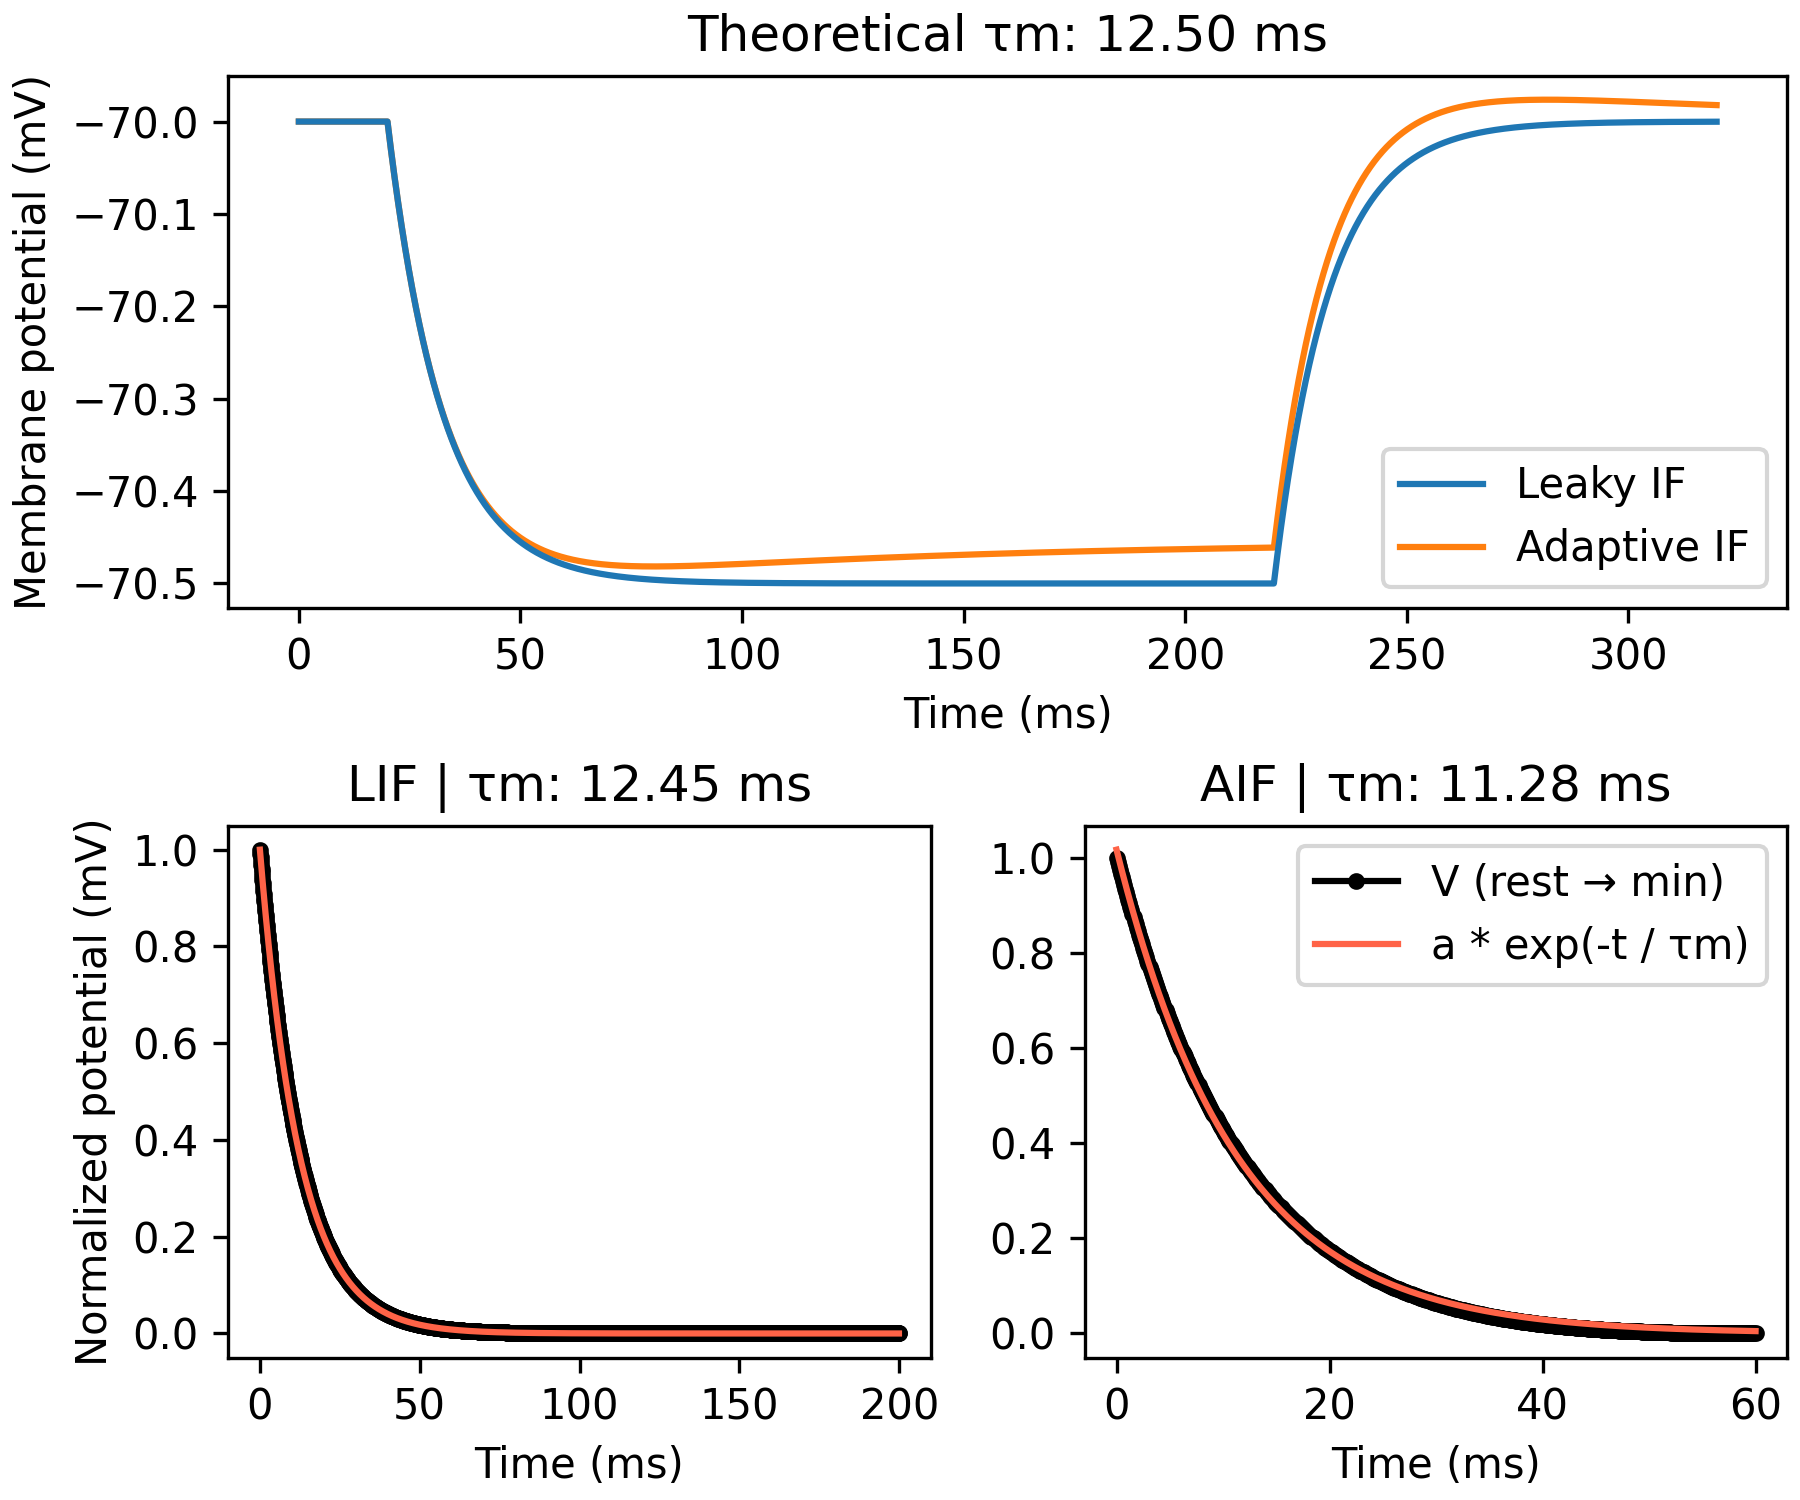 Theoretical τm: 12.50 ms
Membrane potential (mV)
−70.0
−70.1
−70.2
−70.3
−70.4
−70.5
Leaky IF
Adaptive IF
0 50 100 150 200 250 300
Time (ms)
LIF | τm: 12.45 ms
Normalized potential (mV)
1.0
0.8
0.6
0.4
0.2
0.0
0 50 100 150 200
Time (ms)
AIF | τm: 11.28 ms
1.0
0.8
0.6
0.4
0.2
0.0
V (rest → min)
a * exp(-t / τm)
0 20 40 60
Time (ms)